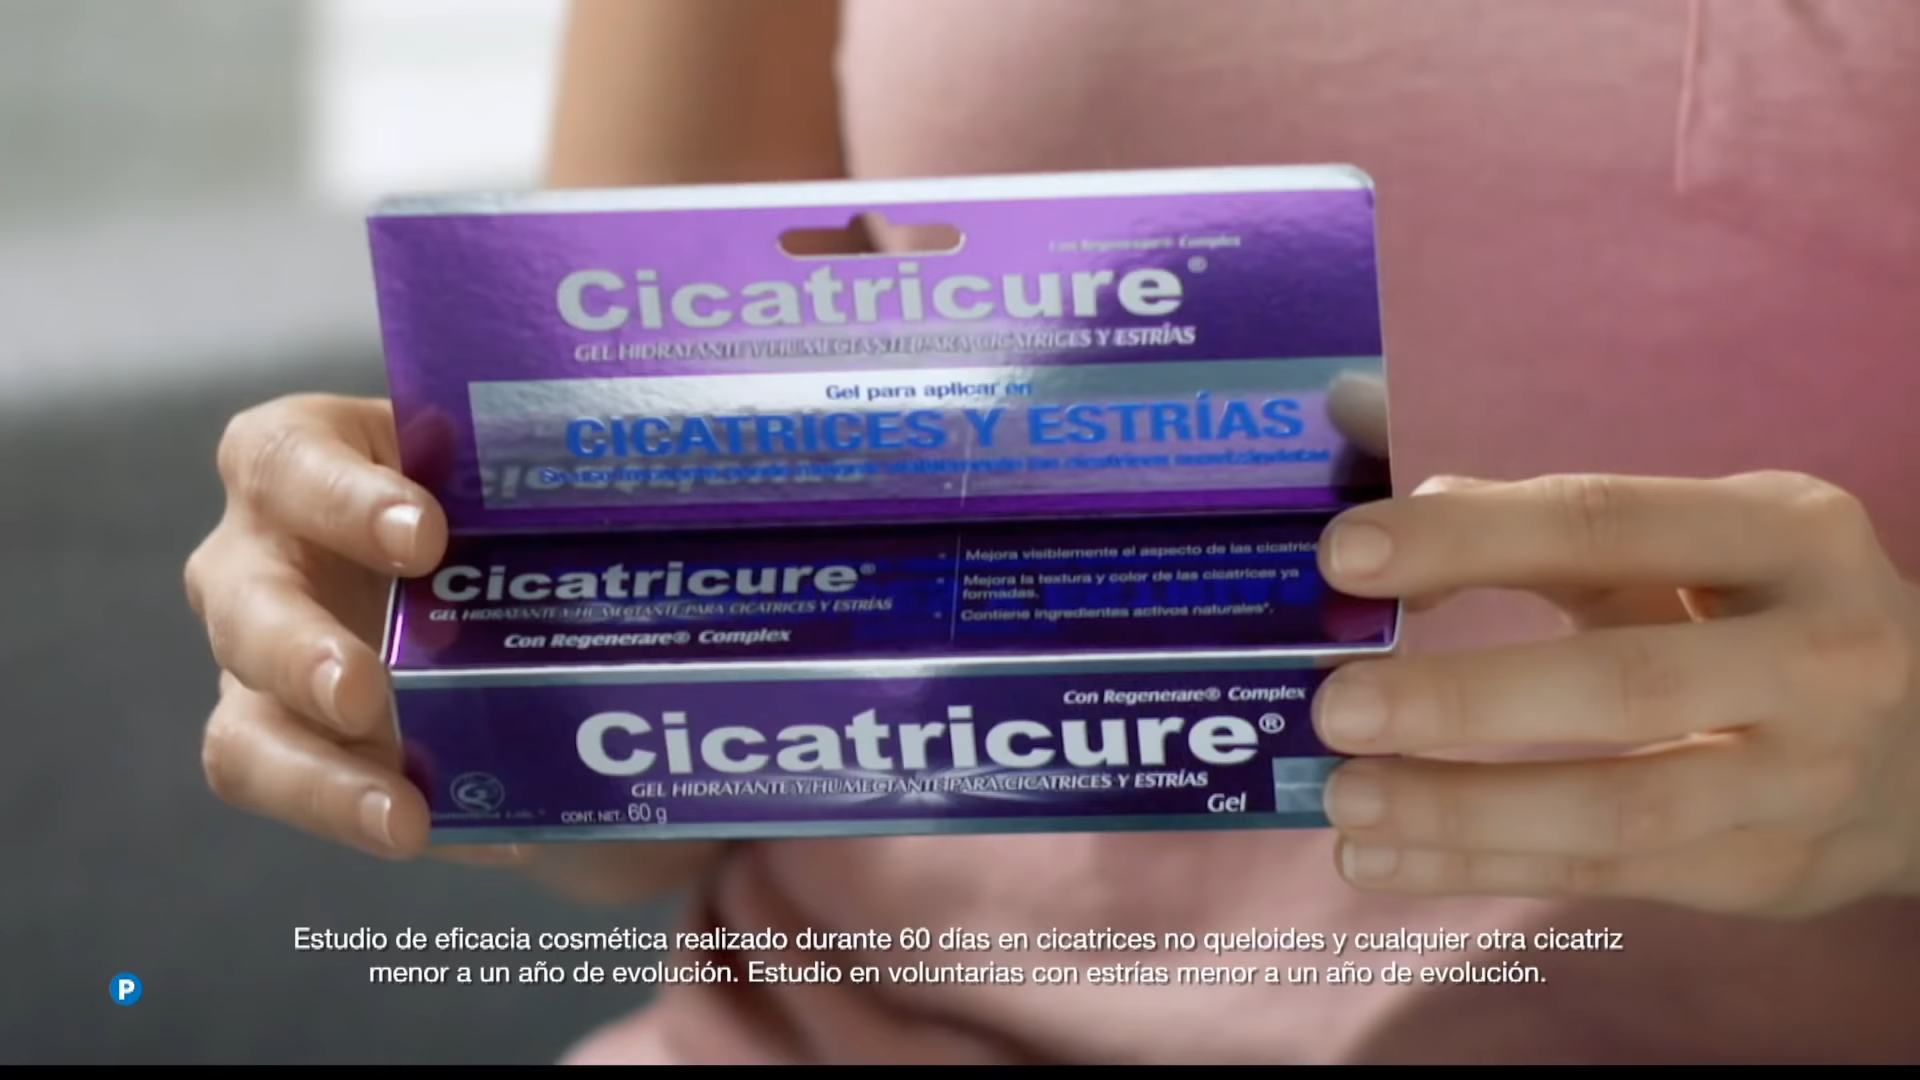 Con Regenerare® Complex
Cicatricure®
GEL HIDRATANTE Y HUMECTANTE PARA CICATRICES Y ESTRÍAS
Gel para aplicar en
CICATRICES Y ESTRÍAS
Cicatricure®
GEL HIDRATANTE Y HUMECTANTE PARA CICATRICES Y ESTRÍAS
Con Regenerare® Complex
Mejora visiblemente el aspecto de las
Mejora la textura y color de las cicatrices ya
formadas.
Contiene ingredientes activos naturales*.
Con Regenerare® Complex
Cicatricure®
GEL HIDRATANTE Y HUMECTANTE PARA CICATRICES Y ESTRÍAS
Gel
CONT. NET. 60 g
Estudio de eficacia cosmética realizado durante 60 días en cicatrices no queloides y cualquier otra cicatriz
menor a un año de evolución. Estudio en voluntarias con estrías menor a un año de evolución.
P